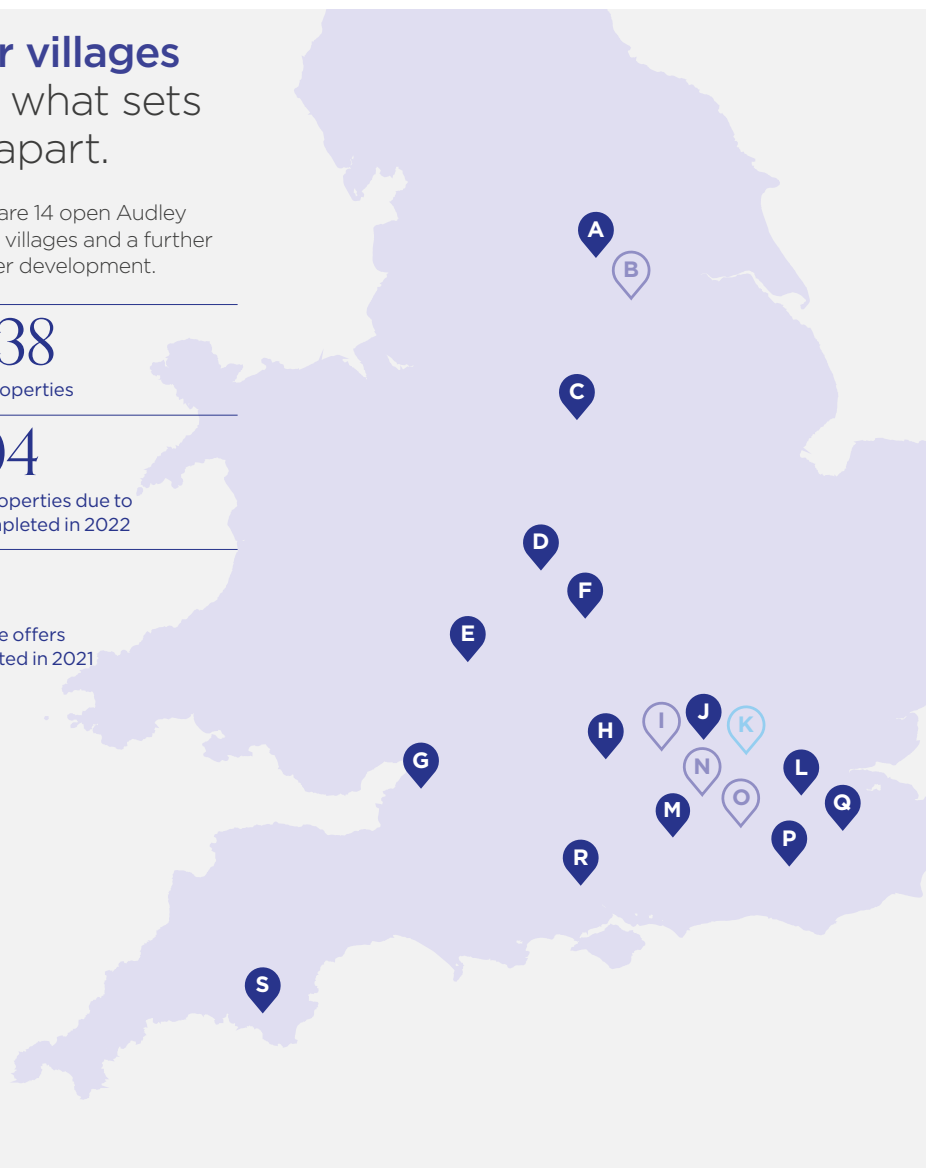 r villages
what sets
apart.
are 14 open Audley
villages and a further
er development.
38
operties
04
operties due to
mpleted in 2022
e offers
ted in 2021
A
B
C
D
F
E
J
I
K
H
G
N
L
O
Q
M
P
R
S